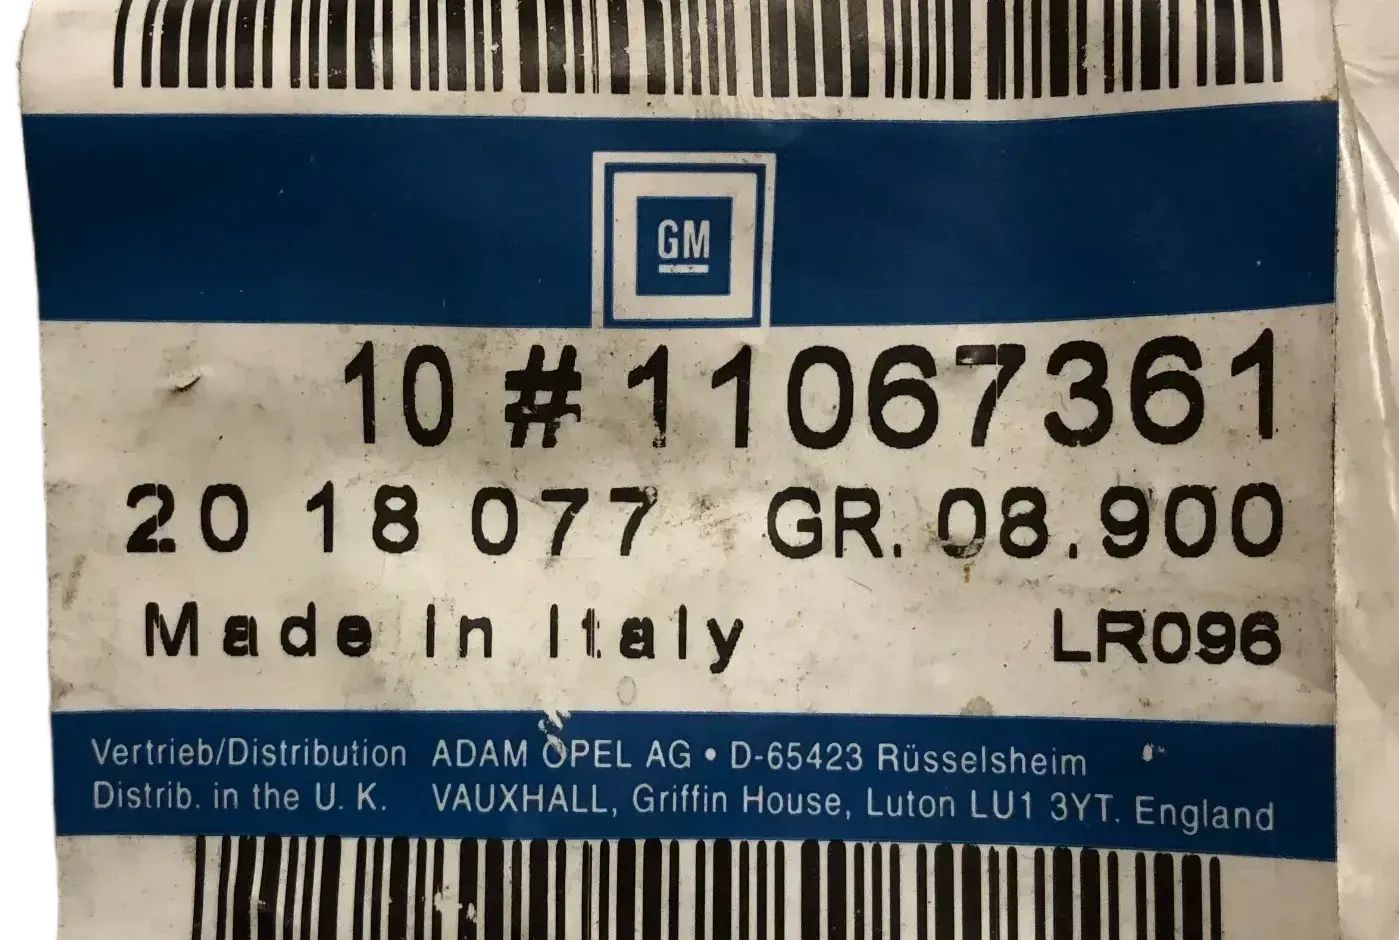 GM
10 #11067361
20 18 077 GR. 08.900
Made in Italy LR096
Vertrieb/Distribution ADAM OPEL AG • D-65423 Rüsselsheim
Distrib. in the U. K. VAUXHALL, Griffin House, Luton LU1 3YT. England